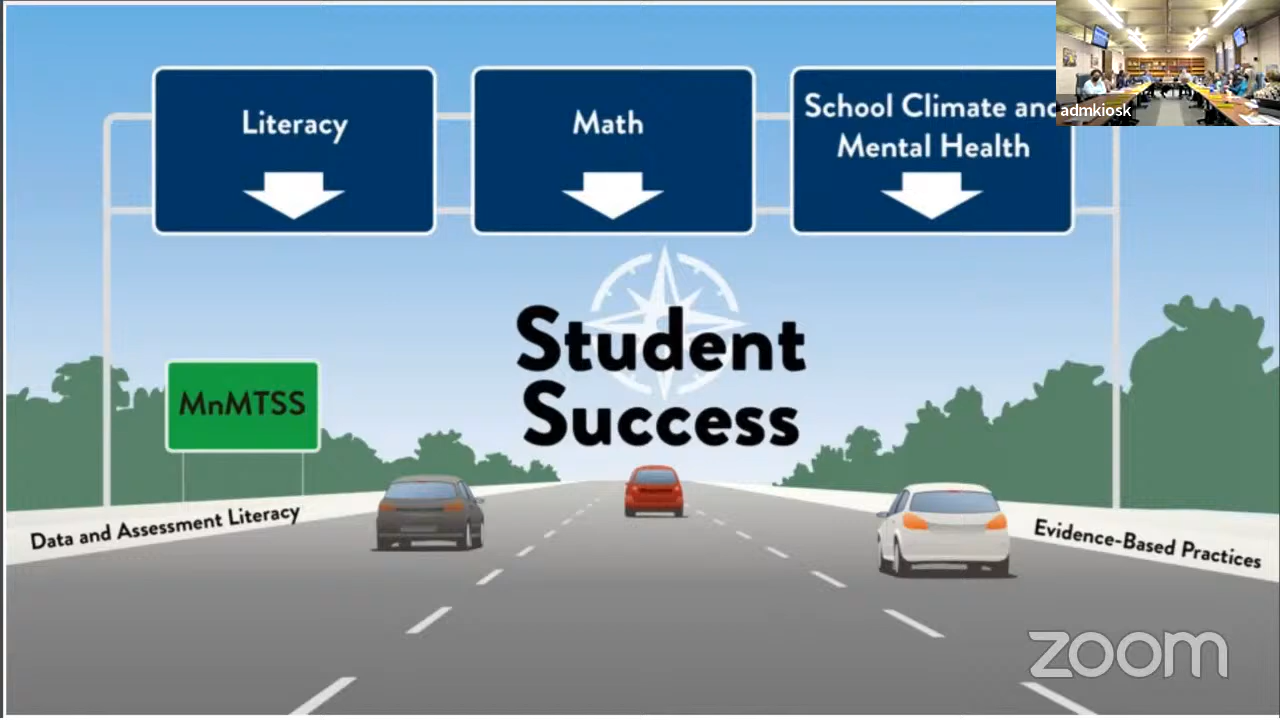 Literacy
Math
School Climate and
Mental Health
admkiosk
Student
Success
MnMTSS
Data and Assessment Literacy
Evidence-Based Practices
zoom